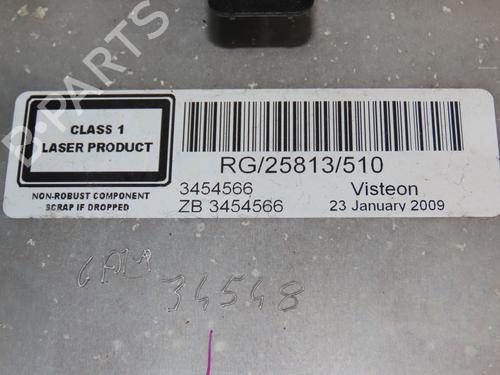 CLASS 1
LASER PRODUCT
NON-ROBUST COMPONENT
SCRAP IF DROPPED
RG/25813/510
3454566 Visteon
ZB 3454566 23 January 2009
34548
B-PARTS